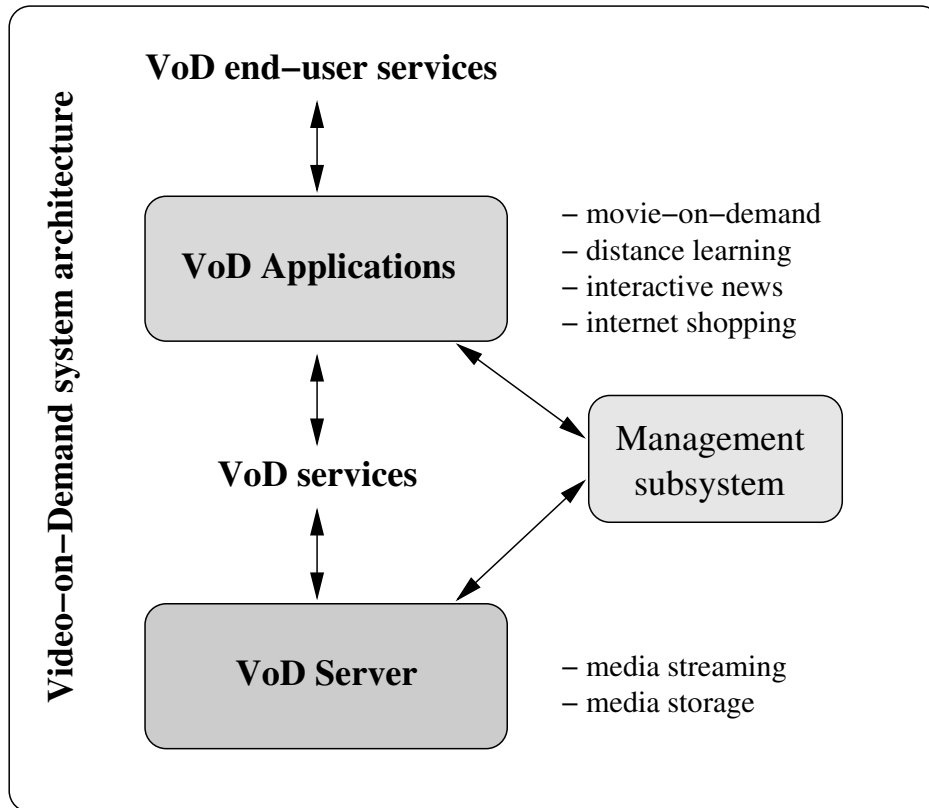 Video−on−Demand system architecture
VoD end−user services
VoD Applications
− movie−on−demand
− distance learning
− interactive news
− internet shopping
Management
subsystem
VoD services
VoD Server
− media streaming
− media storage